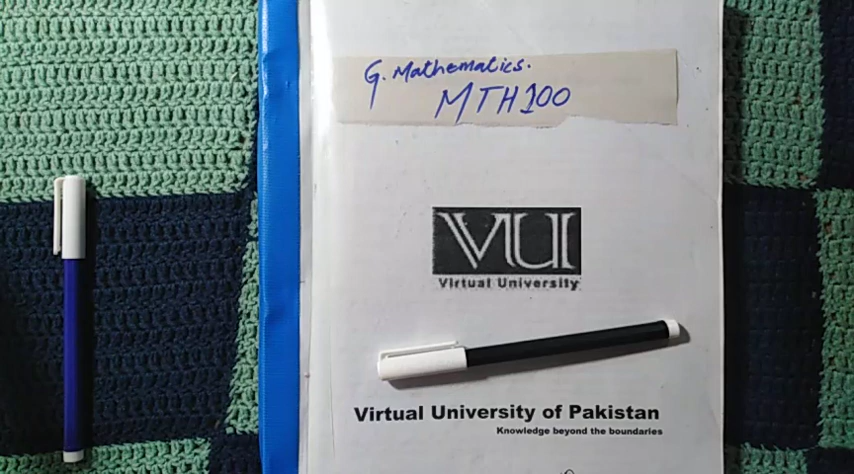 G. Mathematics.
MTH100
VU
Virtual University
Virtual University of Pakistan
Knowledge beyond the boundaries